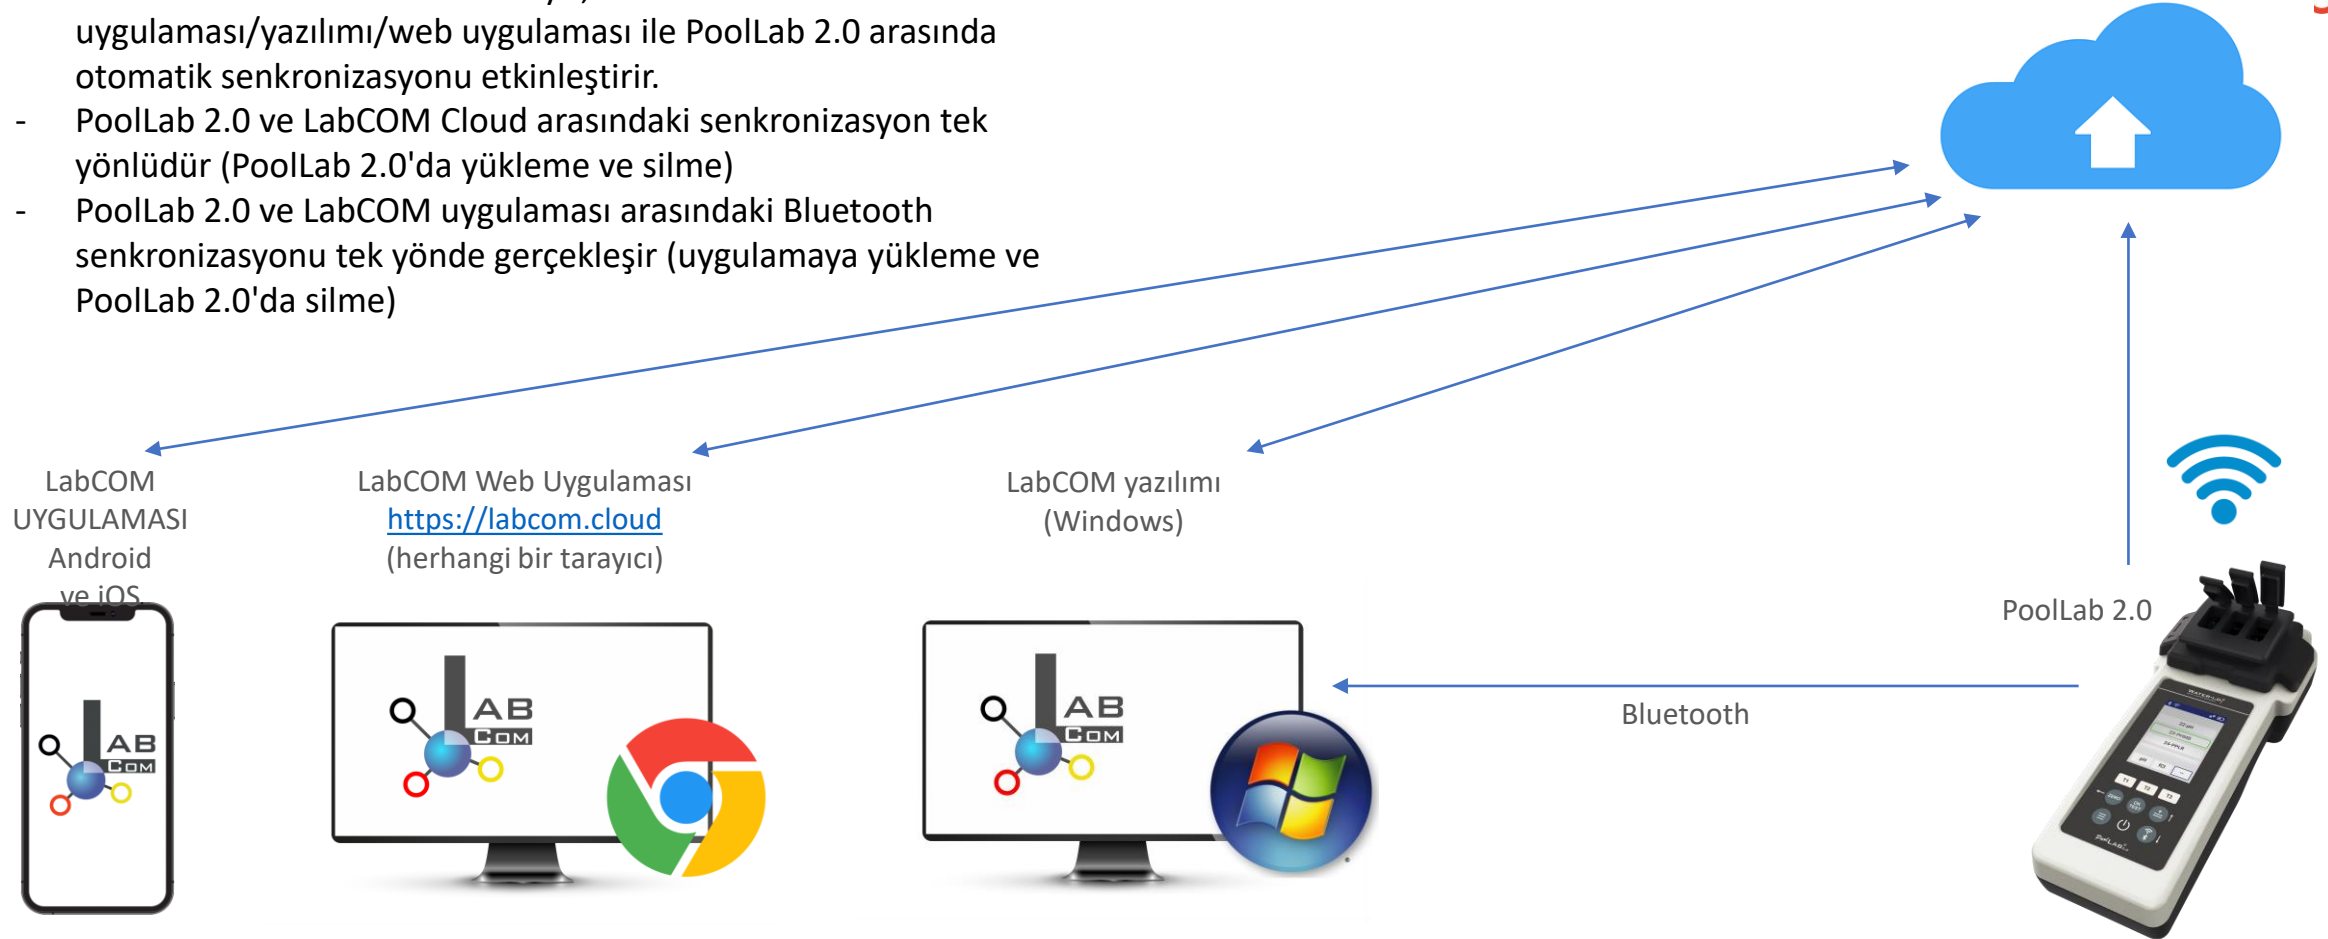 uygulaması/yazılımı/web uygulaması ile PoolLab 2.0 arasında
otomatik senkronizasyonu etkinleştirir.
- PoolLab 2.0 ve LabCOM Cloud arasındaki senkronizasyon tek
yönlüdür (PoolLab 2.0'da yükleme ve silme)
- PoolLab 2.0 ve LabCOM uygulaması arasındaki Bluetooth
senkronizasyonu tek yönde gerçekleşir (uygulamaya yükleme ve
PoolLab 2.0'da silme)
LabCOM
UYGULAMASI
Android
ve iOS
LabCOM Web Uygulaması
https://labcom.cloud
(herhangi bir tarayıcı)
LabCOM yazılımı
(Windows)
PoolLab 2.0
Bluetooth
LAB
COM
LAB
COM
LAB
COM
ZERO
T1
T2
T3